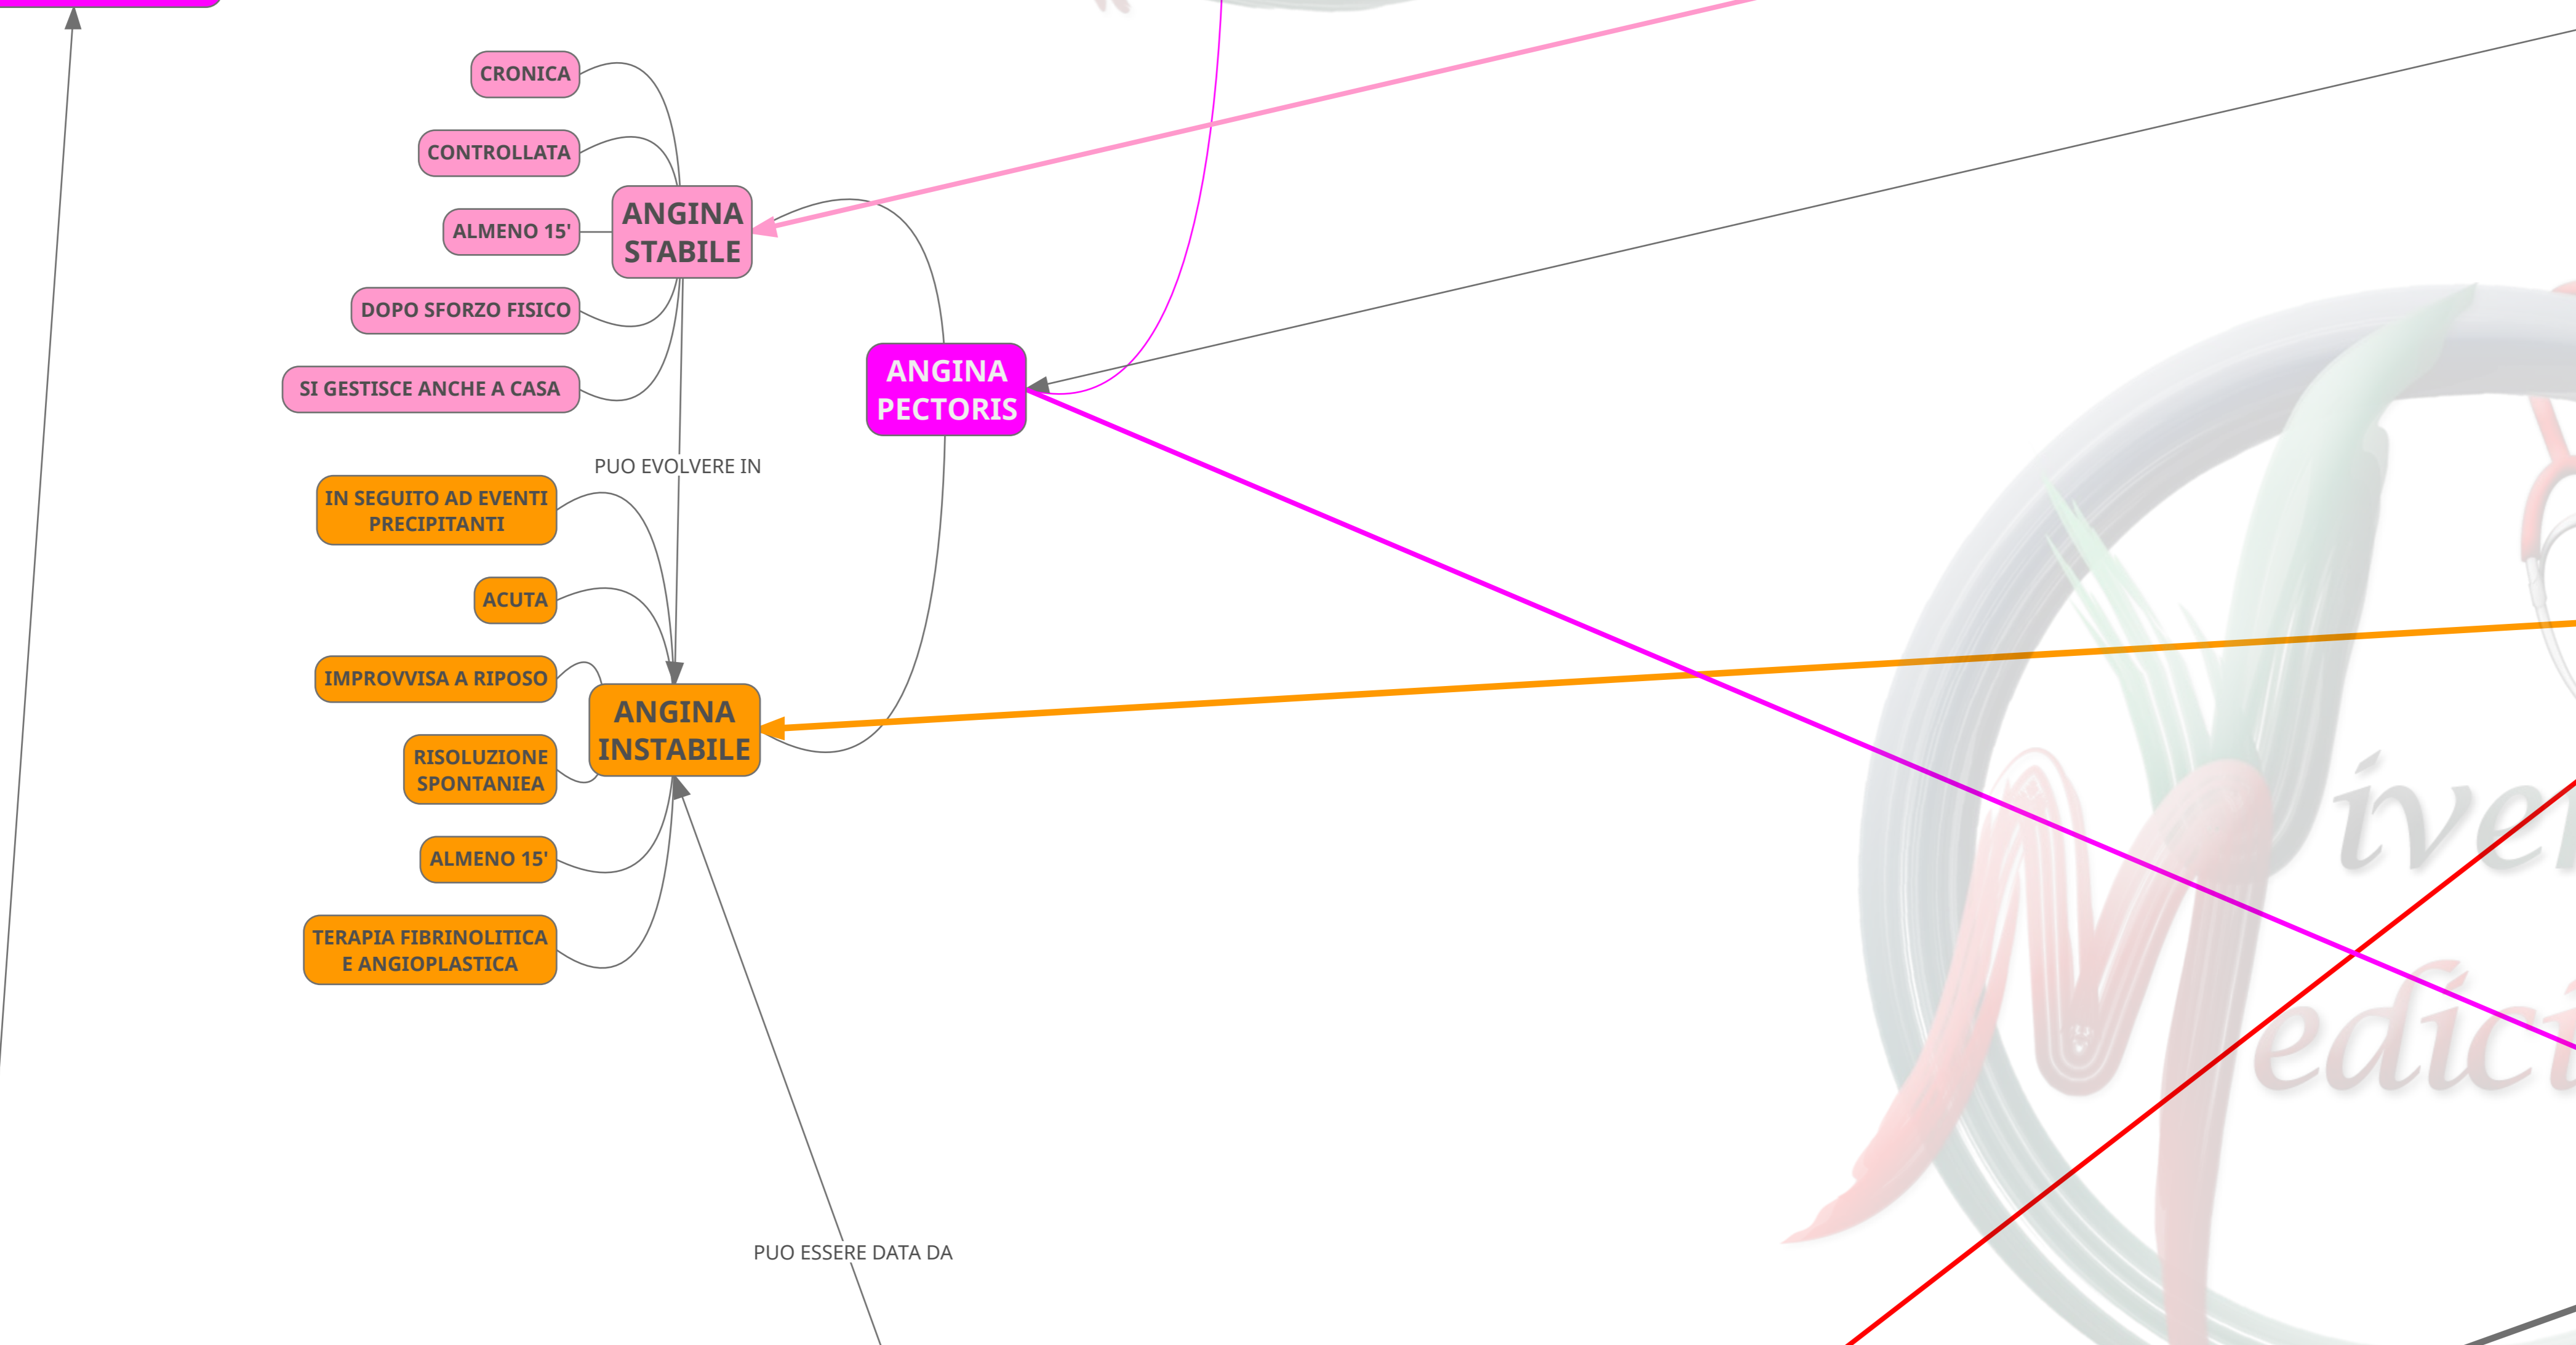 CRONICA
CONTROLLATA
ALMENO 15'
DOPO SFORZO FISICO
SI GESTISCE ANCHE A CASA
ANGINA
STABILE
ANGINA
PECTORIS
PUO EVOLVERE IN
IN SEGUITO AD EVENTI
PRECIPITANTI
ACUTA
IMPROVVISA A RIPOSO
RISOLUZIONE
SPONTANIEA
ALMENO 15'
TERAPIA FIBRINOLITICA
E ANGIOPLASTICA
ANGINA
INSTABILE
PUO ESSERE DATA DA